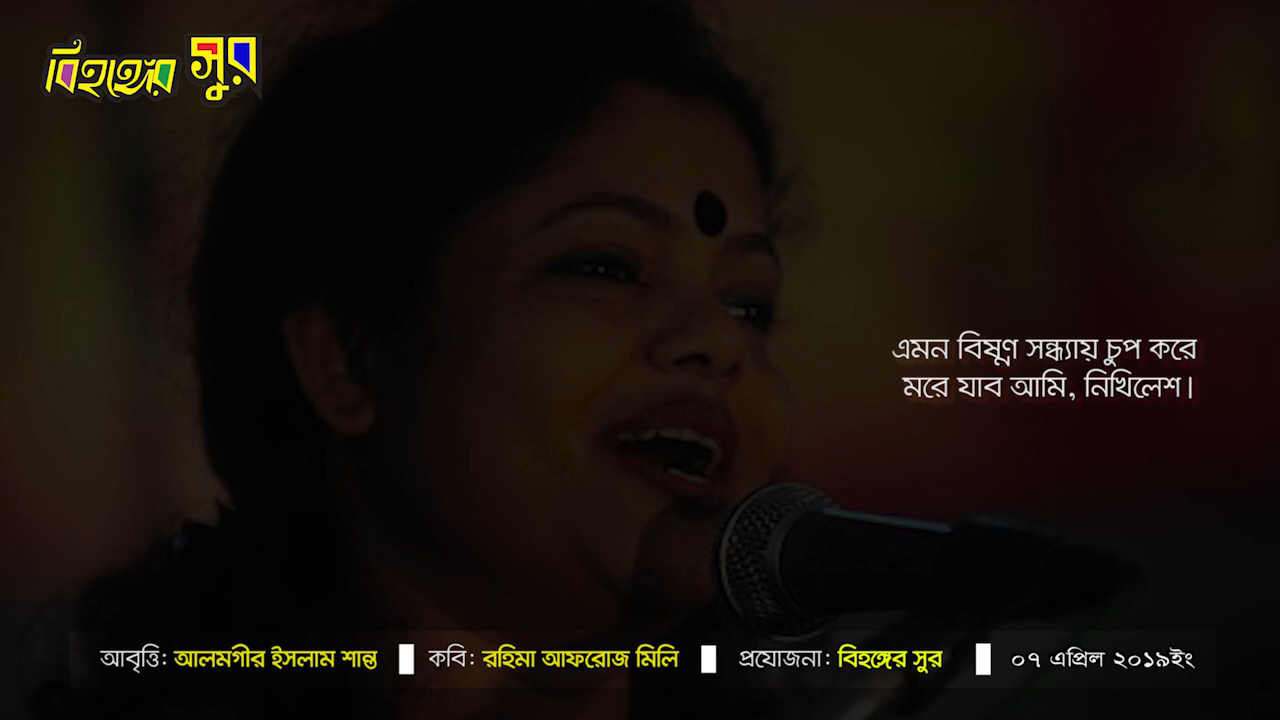 বিহঙ্গের সুর
এমন বিষণ্ণ সন্ধ্যায় চুপ করে
মরে যাব আমি, নিখিলেশ।
আবৃত্তি: আলমগীর ইসলাম শান্ত কবি: রহিমা আফরোজ মিলি প্রযোজনা: বিহঙ্গের সুর ০৭ এপ্রিল ২০১৯ইং